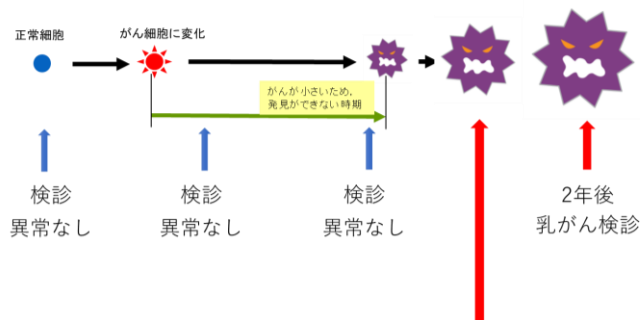 正常細胞
がん細胞に変化
がんが小さいため、
発見ができない時期
検診
異常なし
検診
異常なし
検診
異常なし
2年後
乳がん検診